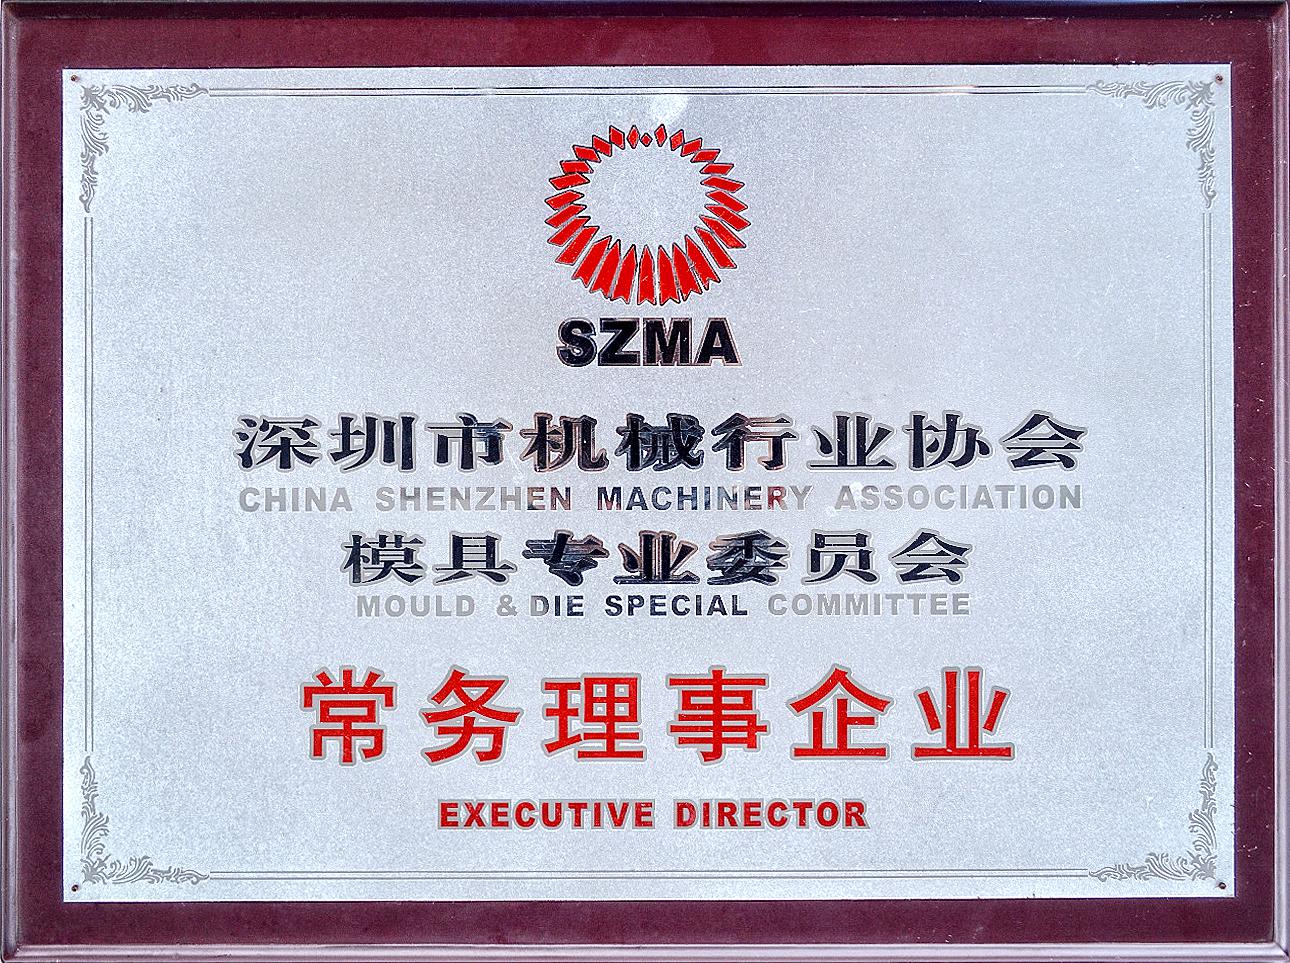 SZMA
深圳市机械行业协会
CHINA SHENZHEN MACHINERY ASSOCIATION
模具专业委员会
MOULD & DIE SPECIAL COMMITTEE
常务理事企业
EXECUTIVE DIRECTOR